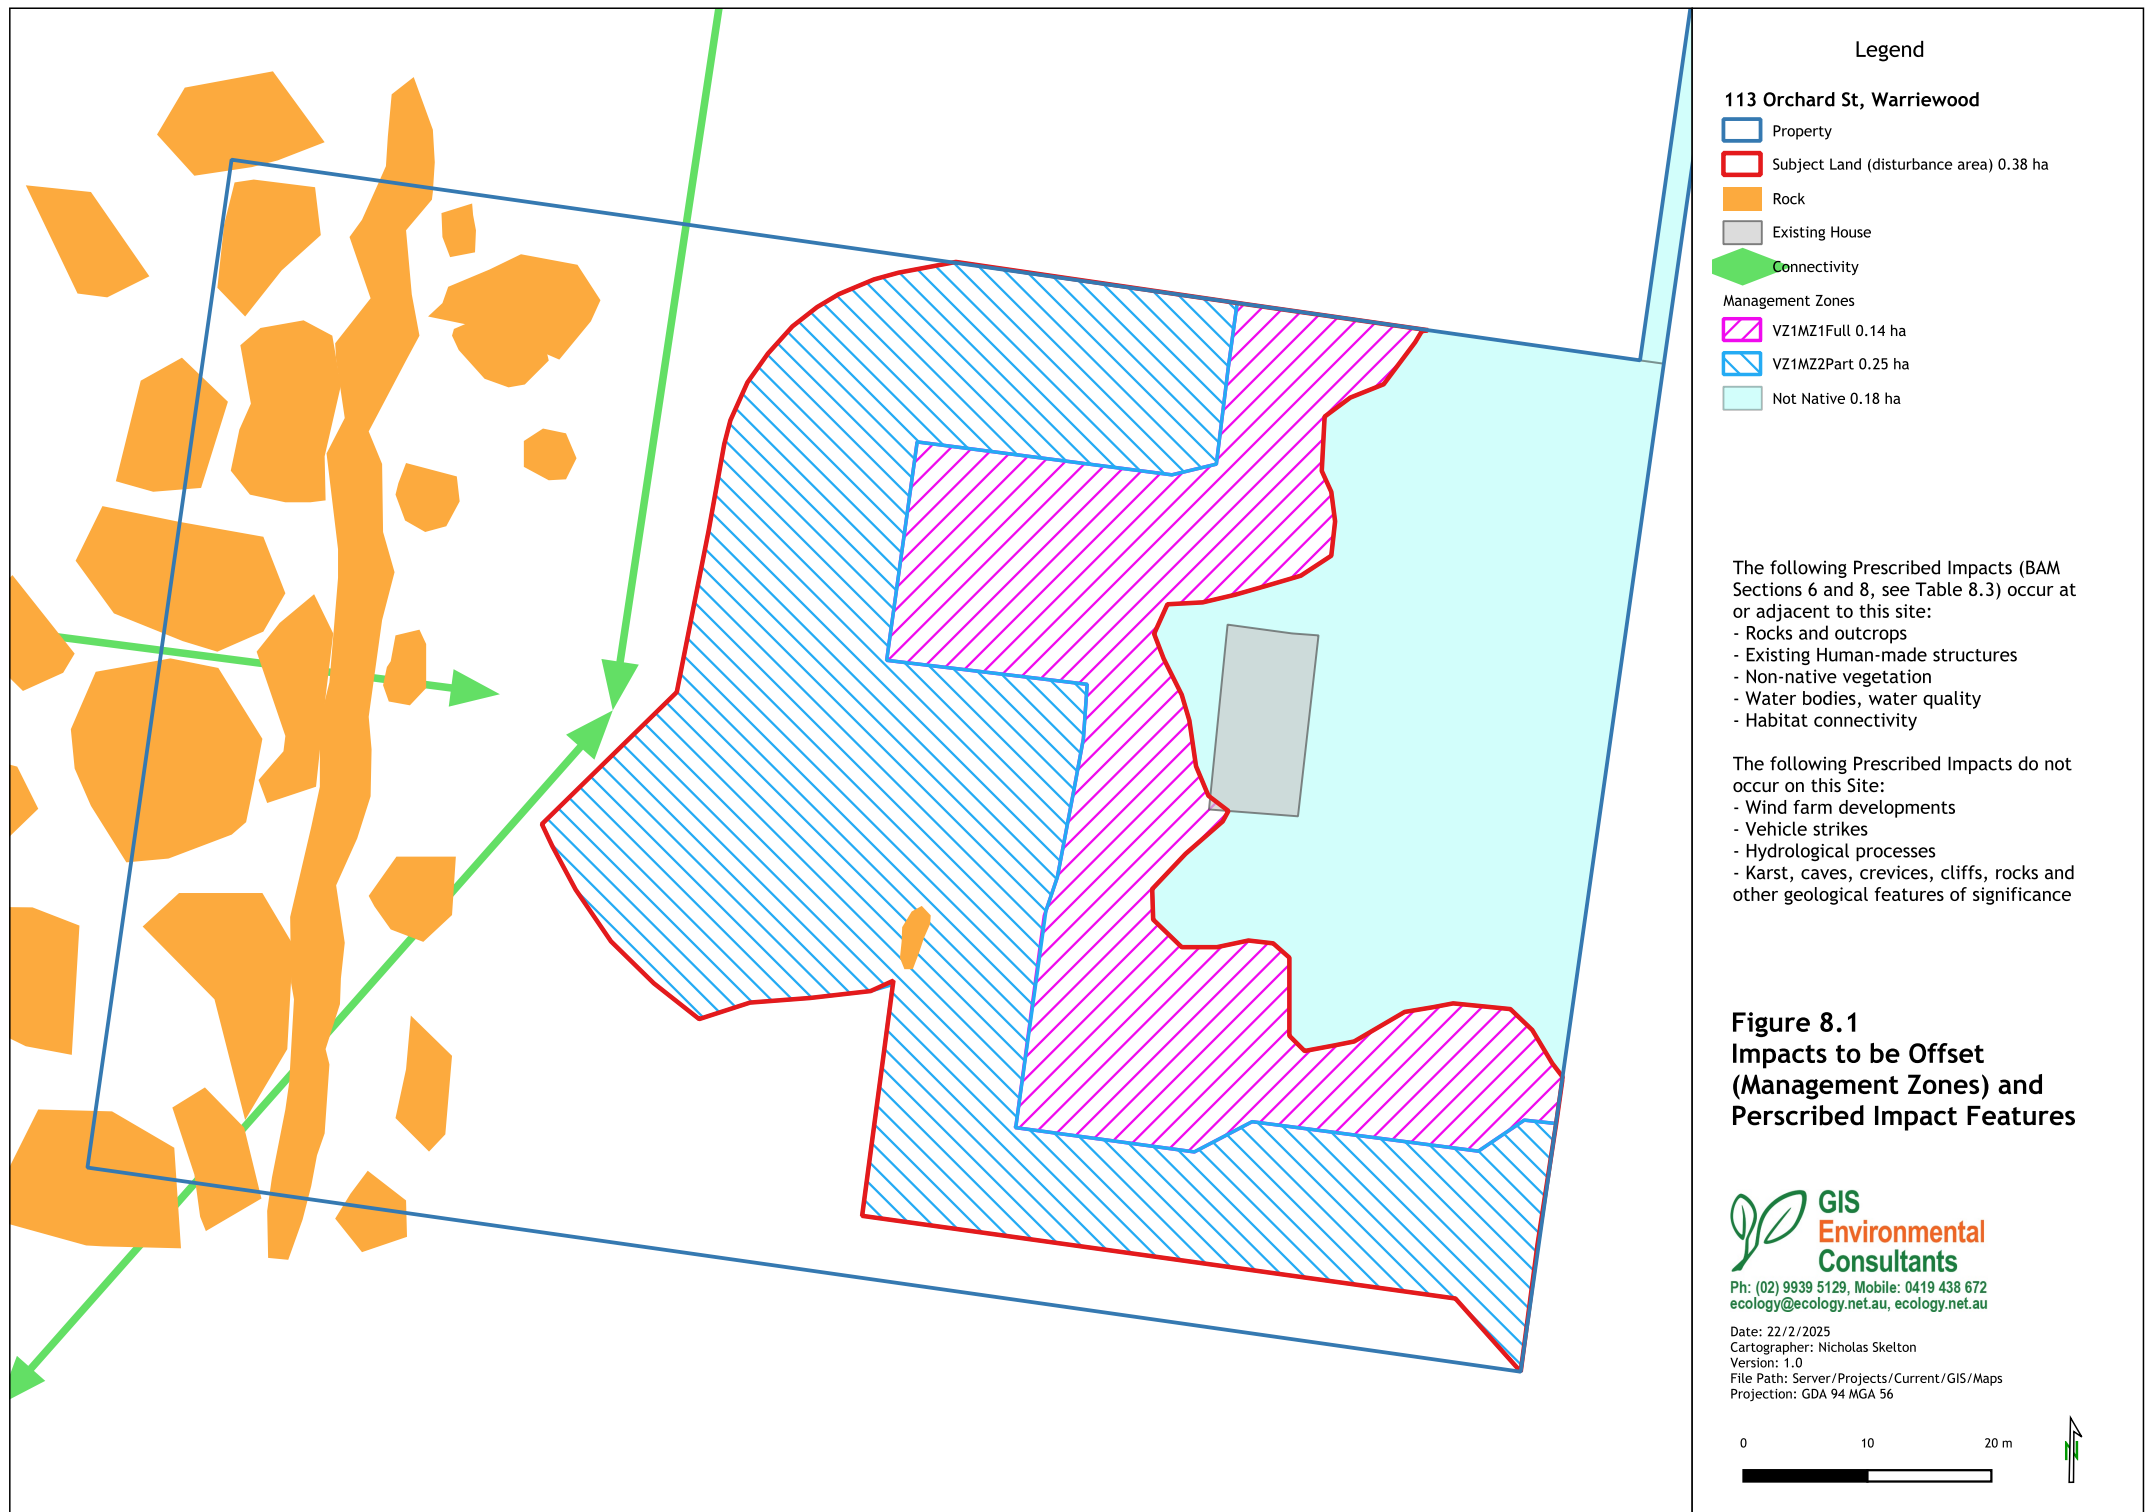 Legend
113 Orchard St, Warriewood
Property
Subject Land (disturbance area) 0.38 ha
Rock
Existing House
Connectivity
Management Zones
VZ1MZ1Full 0.14 ha
VZ1MZ2Part 0.25 ha
Not Native 0.18 ha
The following Prescribed Impacts (BAM
Sections 6 and 8, see Table 8.3) occur at
or adjacent to this site:
- Rocks and outcrops
- Existing Human-made structures
- Non-native vegetation
- Water bodies, water quality
- Habitat connectivity
The following Prescribed Impacts do not
occur on this Site:
- Wind farm developments
- Vehicle strikes
- Hydrological processes
- Karst, caves, crevices, cliffs, rocks and
other geological features of significance
Figure 8.1
Impacts to be Offset
(Management Zones) and
Perscribed Impact Features
GIS
Environmental
Consultants
Ph: (02) 9939 5129, Mobile: 0419 438 672
ecology@ecology.net.au, ecology.net.au
Date: 22/2/2025
Cartographer: Nicholas Skelton
Version: 1.0
File Path: Server/Projects/Current/GIS/Maps
Projection: GDA 94 MGA 56
0 10 20 m
N